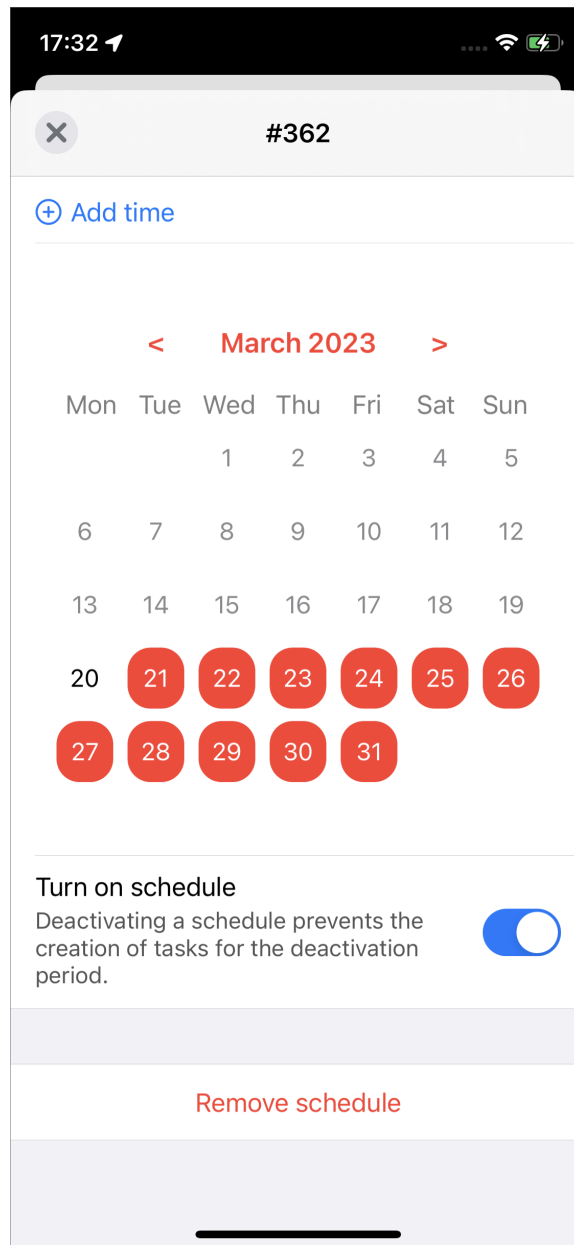 17:32
#362
Add time
< March 2023 >
Mon Tue Wed Thu Fri Sat Sun
1 2 3 4 5
6 7 8 9 10 11 12
13 14 15 16 17 18 19
20 21 22 23 24 25 26
27 28 29 30 31
Turn on schedule
Deactivating a schedule prevents the
creation of tasks for the deactivation
period.
Remove schedule